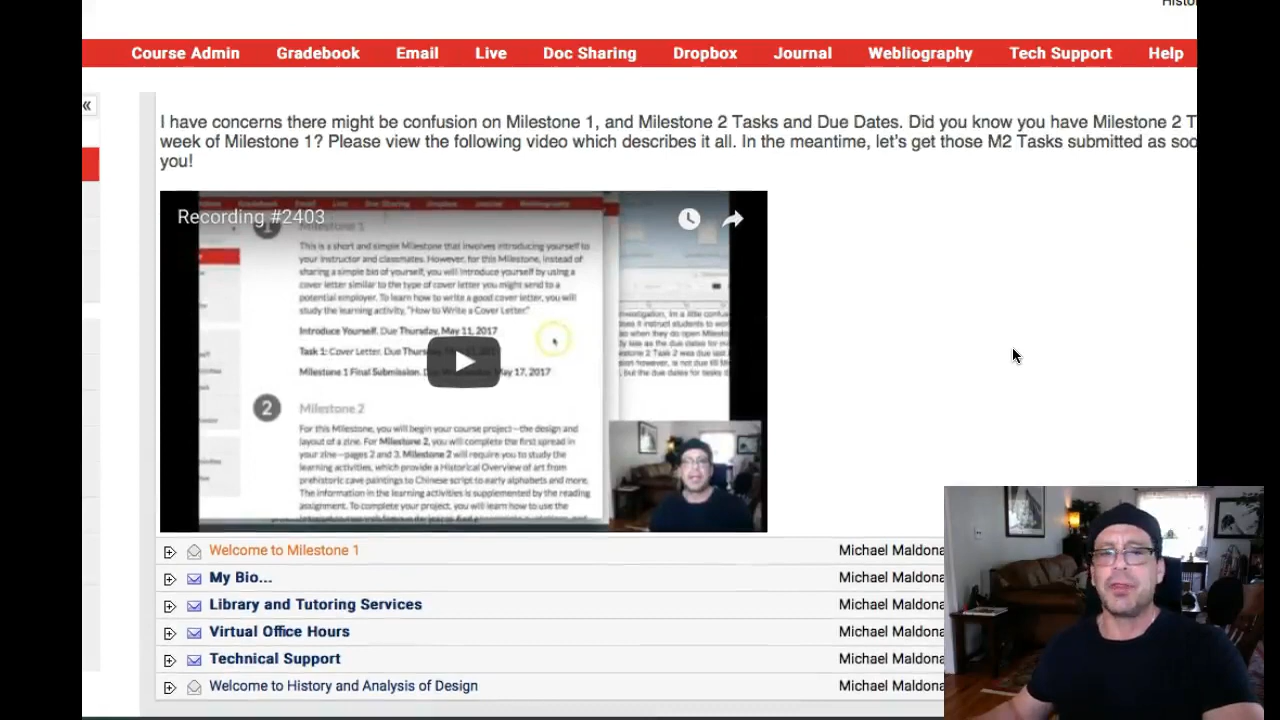 Course Admin Gradebook Email Live Doc Sharing Dropbox Journal Webliography Tech Support Help
I have concerns there might be confusion on Milestone 1, and Milestone 2 Tasks and Due Dates. Did you know you have Milestone 2 T
week of Milestone 1? Please view the following video which describes it all. In the meantime, let's get those M2 Tasks submitted as soo
you!
Recording #2403
Milestone 1
This is a short and simple Milestone that involves introducing yourself to
your instructor and classmates. However, for this Milestone, instead of
sharing a simple bio of yourself, you will introduce yourself by using a
cover letter similar to the type of cover letter you might send to a
potential employer. To learn how to write a good cover letter, you will
study the learning activity, "How to Write a Cover Letter."
Introduce Yourself. Due Thursday, May 11, 2017
Task 1: Cover Letter. Due
Milestone 1 Final Submission. May 17, 2017
2 Milestone 2
For this Milestone, you will begin your course project—the design and
layout of a zine. For Milestone 2, you will complete the first spread in
your zine—pages 2 and 3. Milestone 2 will require you to study the
learning activities, which provide a Historical Overview of art from
prehistoric cave paintings to Chinese script to early alphabets and more.
The information in the learning activities is supplemented by the reading
assignment. To complete your project, you will learn how to use the
Welcome to Milestone 1 Michael Maldona
My Bio... Michael Maldona
Library and Tutoring Services Michael Maldona
Virtual Office Hours Michael Maldona
Technical Support Michael Maldona
Welcome to History and Analysis of Design Michael Maldona